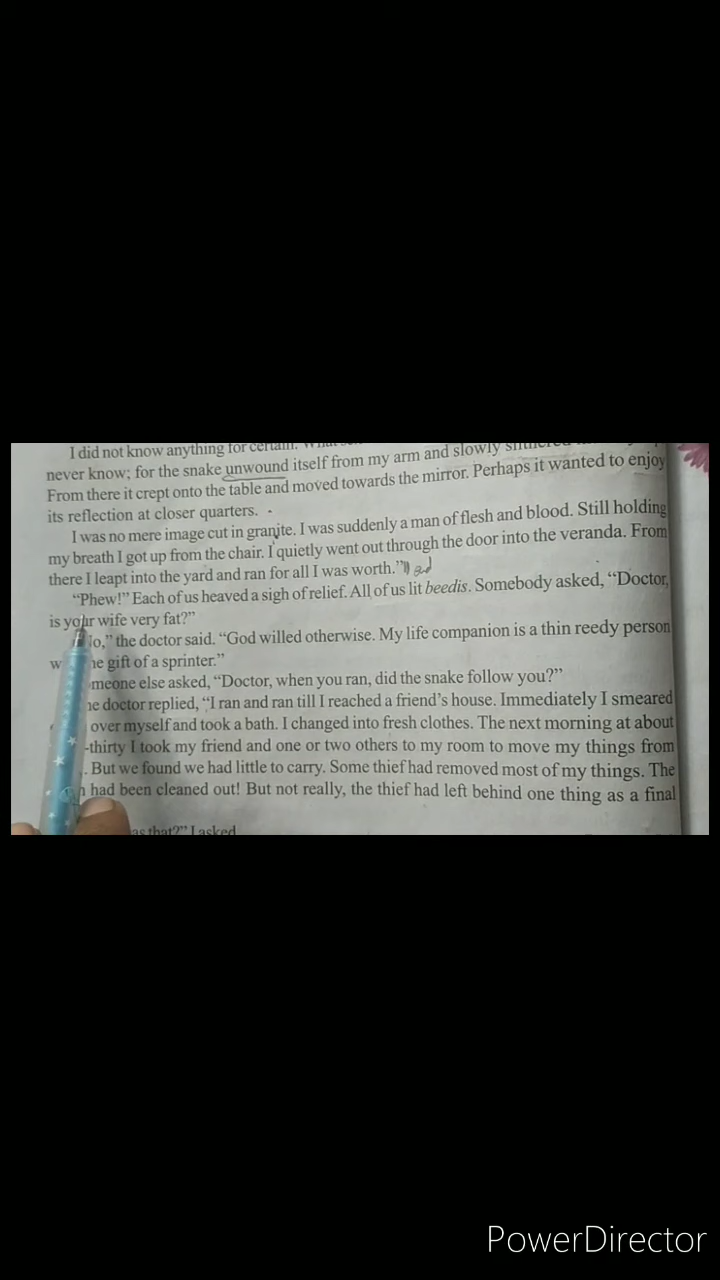 I did not know anything for certain.
never know; for the snake unwound itself from my arm and slowly slithered
From there it crept onto the table and moved towards the mirror. Perhaps it wanted to enjoy
its reflection at closer quarters.
I was no mere image cut in granite. I was suddenly a man of flesh and blood. Still holding
my breath I got up from the chair. I quietly went out through the door into the veranda. From
there I leapt into the yard and ran for all I was worth.”
“Phew!” Each of us heaved a sigh of relief. All of us lit beedis. Somebody asked, “Doctor,
is your wife very fat?”
the doctor said. “God willed otherwise. My life companion is a thin reedy person
gift of a sprinter.”
else asked, “Doctor, when you ran, did the snake follow you?”
doctor replied, “I ran and ran till I reached a friend’s house. Immediately I smeared
over myself and took a bath. I changed into fresh clothes. The next morning at about
-thirty I took my friend and one or two others to my room to move my things from
. But we found we had little to carry. Some thief had removed most of my things. The
had been cleaned out! But not really, the thief had left behind one thing as a final
that?” I asked.
PowerDirector